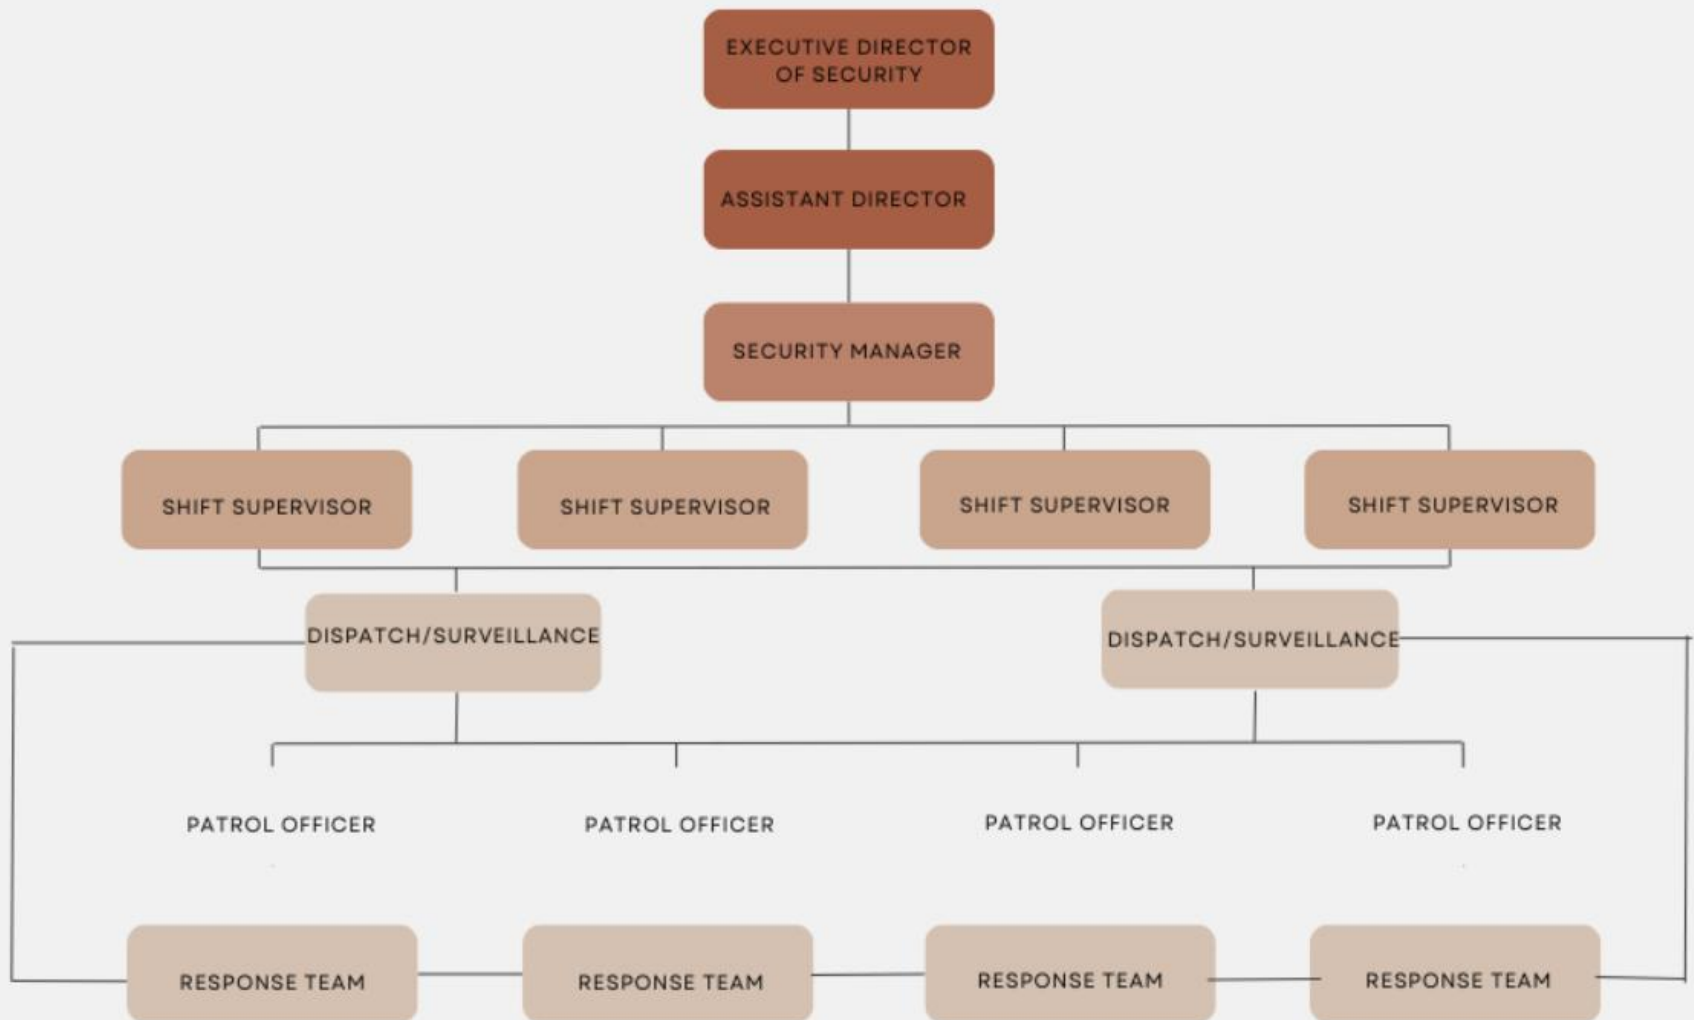 EXECUTIVE DIRECTOR
OF SECURITY
ASSISTANT DIRECTOR
SECURITY MANAGER
SHIFT SUPERVISOR
SHIFT SUPERVISOR
SHIFT SUPERVISOR
SHIFT SUPERVISOR
DISPATCH/SURVEILLANCE
DISPATCH/SURVEILLANCE
PATROL OFFICER
PATROL OFFICER
PATROL OFFICER
PATROL OFFICER
RESPONSE TEAM
RESPONSE TEAM
RESPONSE TEAM
RESPONSE TEAM